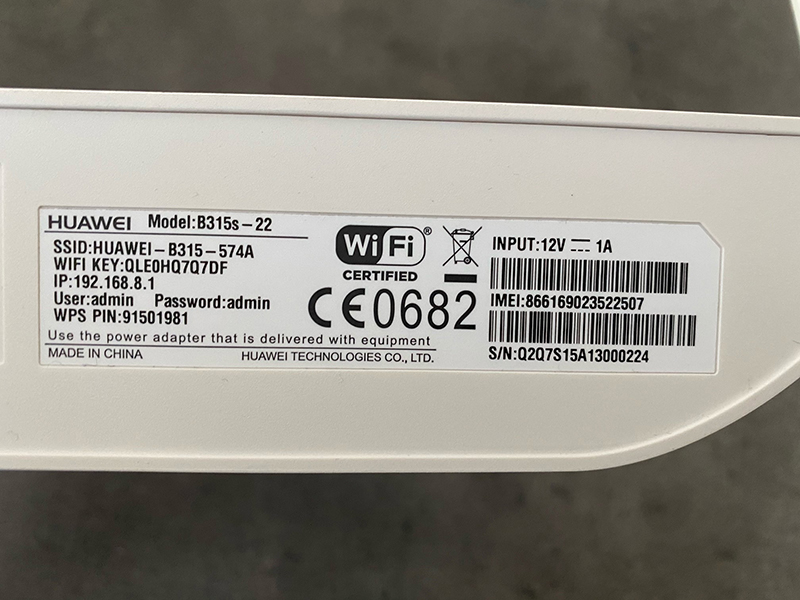 HUAWEI Model:B315s-22
SSID:HUAWEI-B315-574A
WIFI KEY:QLE0HQ7Q7DF
IP:192.168.8.1
User:admin Password:admin
WPS PIN:91501981
Use the power adapter that is delivered with equipment
MADE IN CHINA HUAWEI TECHNOLOGIES CO., LTD.
Wi Fi ®
CERTIFIED
CE0682
INPUT:12V ⎓ 1A
IMEI:866169023522507
S/N:Q2Q7S15A13000224